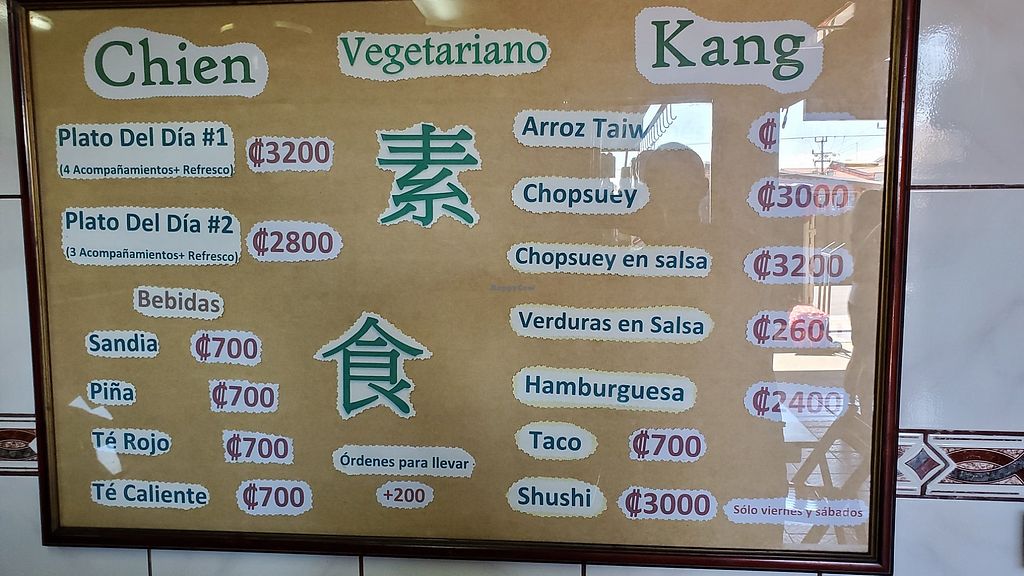 Chien Vegetariano Kang
Plato Del Día #1 ₡3200
(4 Acompañamientos+ Refresco)
Plato Del Día #2 ₡2800
(3 Acompañamientos+ Refresco)
Bebidas
Sandia ₡700
Piña ₡700
Té Rojo ₡700
Té Caliente ₡700
素
食
Órdenes para llevar
+200
Arroz ₡
Chopsuey ₡3000
Chopsuey en salsa ₡3200
Verduras en Salsa
Hamburguesa ₡2400
Taco ₡700
Shushi ₡3000 Sólo viernes y sábados
HappyCow